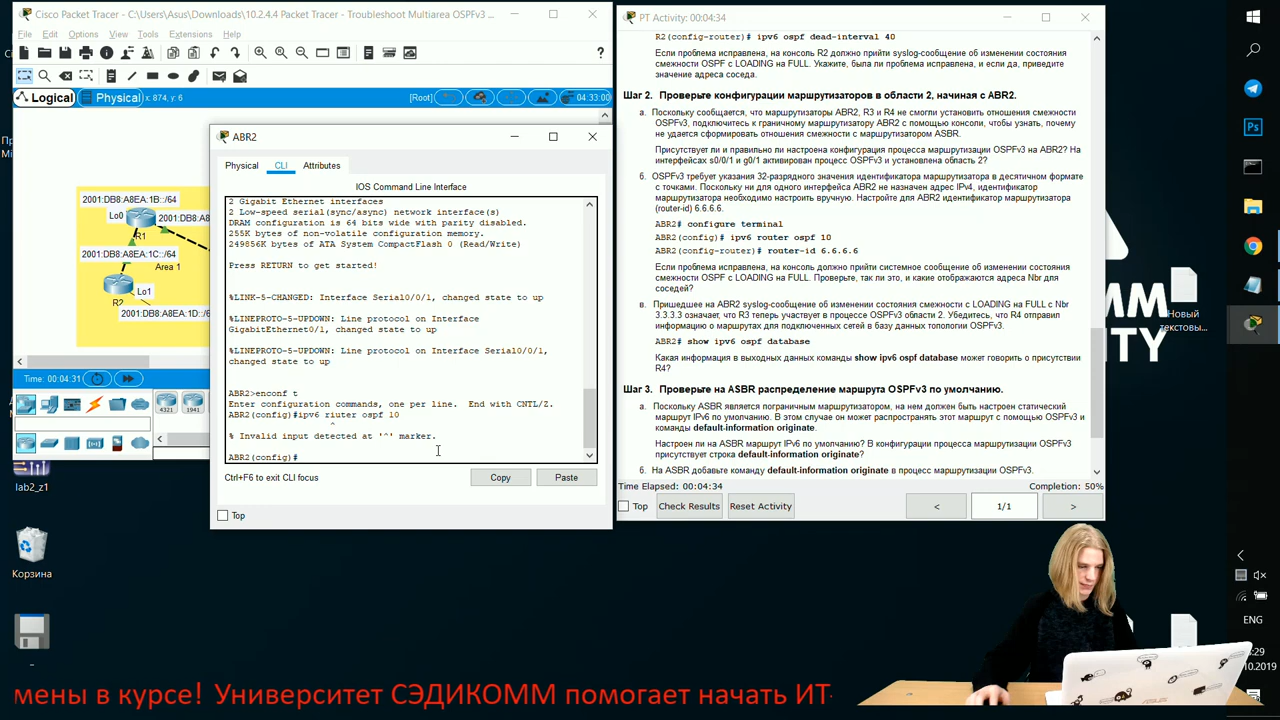 Cisco Packet Tracer - C:\Users\Asus\Downloads\10.2.4.4 Packet Tracer - Troubleshoot Multiarea OSPFv3 ...
File Edit Options View Tools Extensions Help
?
Logical
Physical
x: 874, y: 6
[Root]
04:33:00
2001:DB8:A8EA:1B::/64
Lo0
2001:DB8:A8
R1
2001:DB8:A8EA:1C::/64
Area 1
Lo1
R2
2001:DB8:A8EA:1D::/6
Time: 00:04:31
4321
1941
ABR2
Physical
CLI
Attributes
IOS Command Line Interface
2 Gigabit Ethernet interfaces
2 Low-speed serial(sync/async) network interface(s)
DRAM configuration is 64 bits wide with parity disabled.
255K bytes of non-volatile configuration memory.
249856K bytes of ATA System CompactFlash 0 (Read/Write)
Press RETURN to get started!
%LINK-5-CHANGED: Interface Serial0/0/1, changed state to up
%LINEPROTO-5-UPDOWN: Line protocol on Interface
GigabitEthernet0/1, changed state to up
%LINEPROTO-5-UPDOWN: Line protocol on Interface Serial0/0/1,
changed state to up
ABR2>enconf t
Enter configuration commands, one per line.  End with CNTL/Z.
ABR2(config)#ipv6 riuter ospf 10
^
% Invalid input detected at '^' marker.
ABR2(config)#
Ctrl+F6 to exit CLI focus
Copy
Paste
Top
PT Activity: 00:04:34
R2(config-router)# ipv6 ospf dead-interval 40
Если проблема исправлена, на консоль R2 должно прийти syslog-сообщение об изменении состояния
смежности OSPF с LOADING на FULL. Укажите, была ли проблема исправлена, и если да, приведите
значение адреса соседа.
Шаг 2. Проверьте конфигурации маршрутизаторов в области 2, начиная с ABR2.
а. Поскольку сообщается, что маршрутизаторы ABR2, R3 и R4 не смогли установить отношения смежности
OSPFv3, подключитесь к граничному маршрутизатору ABR2 с помощью консоли, чтобы узнать, почему
не удается сформировать отношения смежности с маршрутизатором ASBR.
Присутствует ли и правильно ли настроена конфигурация процесса маршрутизации OSPFv3 на ABR2? На
интерфейсах s0/0/1 и g0/1 активирован процесс OSPFv3 и установлена область 2?
б. OSPFv3 требует указания 32-разрядного значения идентификатора маршрутизатора в десятичном формате
с точками. Поскольку ни для одного интерфейса ABR2 не назначен адрес IPv4, идентификатор
маршрутизатора необходимо настроить вручную. Настройте для ABR2 идентификатор маршрутизатора
(router-id) 6.6.6.6.
ABR2# configure terminal
ABR2(config)# ipv6 router ospf 10
ABR2(config-router)# router-id 6.6.6.6
Если проблема исправлена, на консоль должно прийти системное сообщение об изменении состояния
смежности OSPF с LOADING на FULL. Проверьте, так ли это, и какие отображаются адреса Nbr для
соседей?
в. Пришедшее на ABR2 syslog-сообщение об изменении состояния смежности с LOADING на FULL с Nbr
3.3.3.3 означает, что R3 теперь участвует в процессе OSPFv3 области 2. Убедитесь, что R4 отправил
информацию о маршрутах для подключенных сетей в базу данных топологии OSPFv3.
ABR2# show ipv6 ospf database
Какая информация в выходных данных команды show ipv6 ospf database может говорить о присутствии
R4?
Шаг 3. Проверьте на ASBR распределение маршрута OSPFv3 по умолчанию.
а. Поскольку ASBR является пограничным маршрутизатором, на нем должен быть настроен статический
маршрут IPv6 по умолчанию. В этом случае он может распространять этот маршрут с помощью OSPFv3 и
команды default-information originate.
Настроен ли на ASBR маршрут IPv6 по умолчанию? В конфигурации процесса маршрутизации OSPFv3
присутствует строка default-information originate?
б. На ASBR добавьте команду default-information originate в процесс маршрутизации OSPFv3.
Time Elapsed: 00:04:34
Completion: 50%
Top
Check Results
Reset Activity
<
1/1
>
lab2_z1
Корзина
_
Новый
текстовы...
ENG
.10.2019
мены в курсе! Университет СЭДИКОММ помогает начать ИТ-